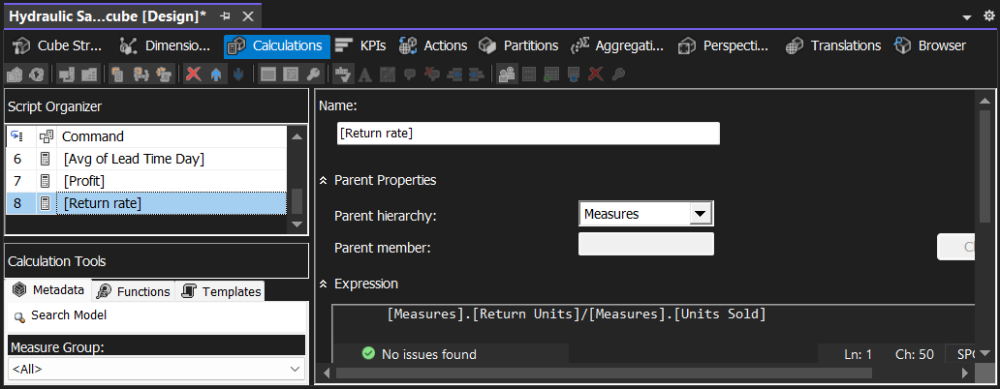 Hydraulic Sa...cube [Design]*
Cube Str... Dimensio... Calculations KPIs Actions Partitions Aggregati... Perspecti... Translations Browser
Script Organizer
Command
6 [Avg of Lead Time Day]
7 [Profit]
8 [Return rate]
Calculation Tools
Metadata Functions Templates
Search Model
Measure Group:
<All>
Name:
[Return rate]
Parent Properties
Parent hierarchy: Measures
Parent member:
Expression
[Measures].[Return Units]/[Measures].[Units Sold]
No issues found Ln: 1 Ch: 50